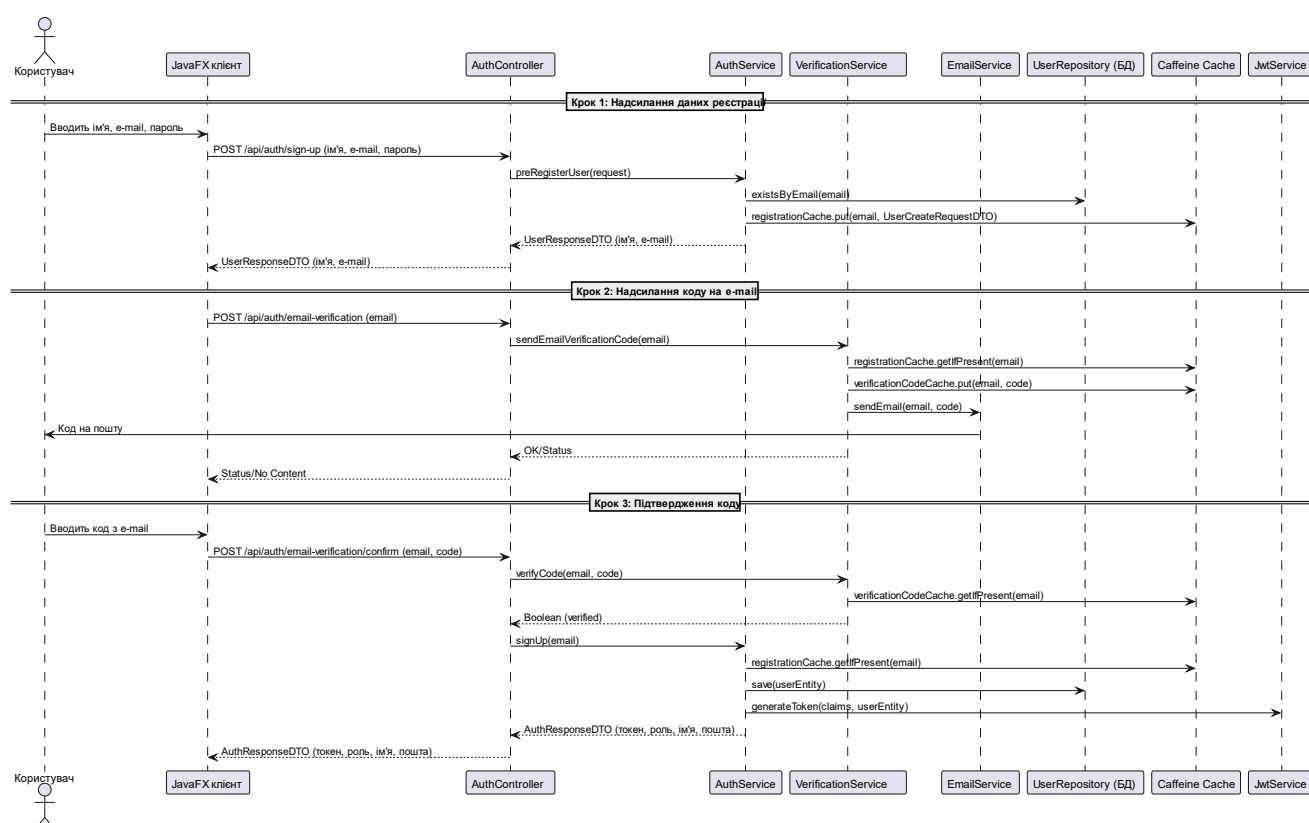 Користувач
JavaFX клієнт
AuthController
AuthService
VerificationService
EmailService
UserRepository (БД)
Caffeine Cache
JwtService
Крок 1: Надсилання даних реєстрації
Вводить ім'я, e-mail, пароль
POST /api/auth/sign-up (ім'я, e-mail, пароль)
preRegisterUser(request)
existsByEmail(email)
registrationCache.put(email, UserCreateRequestDTO)
UserResponseDTO (ім'я, e-mail)
UserResponseDTO (ім'я, e-mail)
Крок 2: Надсилання коду на e-mail
POST /api/auth/email-verification (email)
sendEmailVerificationCode(email)
registrationCache.getIfPresent(email)
verificationCodeCache.put(email, code)
sendEmail(email, code)
Код на пошту
OK/Status
Status/No Content
Крок 3: Підтвердження коду
Вводить код з e-mail
POST /api/auth/email-verification/confirm (email, code)
verifyCode(email, code)
verificationCodeCache.getIfPresent(email)
Boolean (verified)
signUp(email)
registrationCache.getIfPresent(email)
save(userEntity)
generateToken(claims, userEntity)
AuthResponseDTO (токен, роль, ім'я, пошта)
AuthResponseDTO (токен, роль, ім'я, пошта)
Користувач
JavaFX клієнт
AuthController
AuthService
VerificationService
EmailService
UserRepository (БД)
Caffeine Cache
JwtService